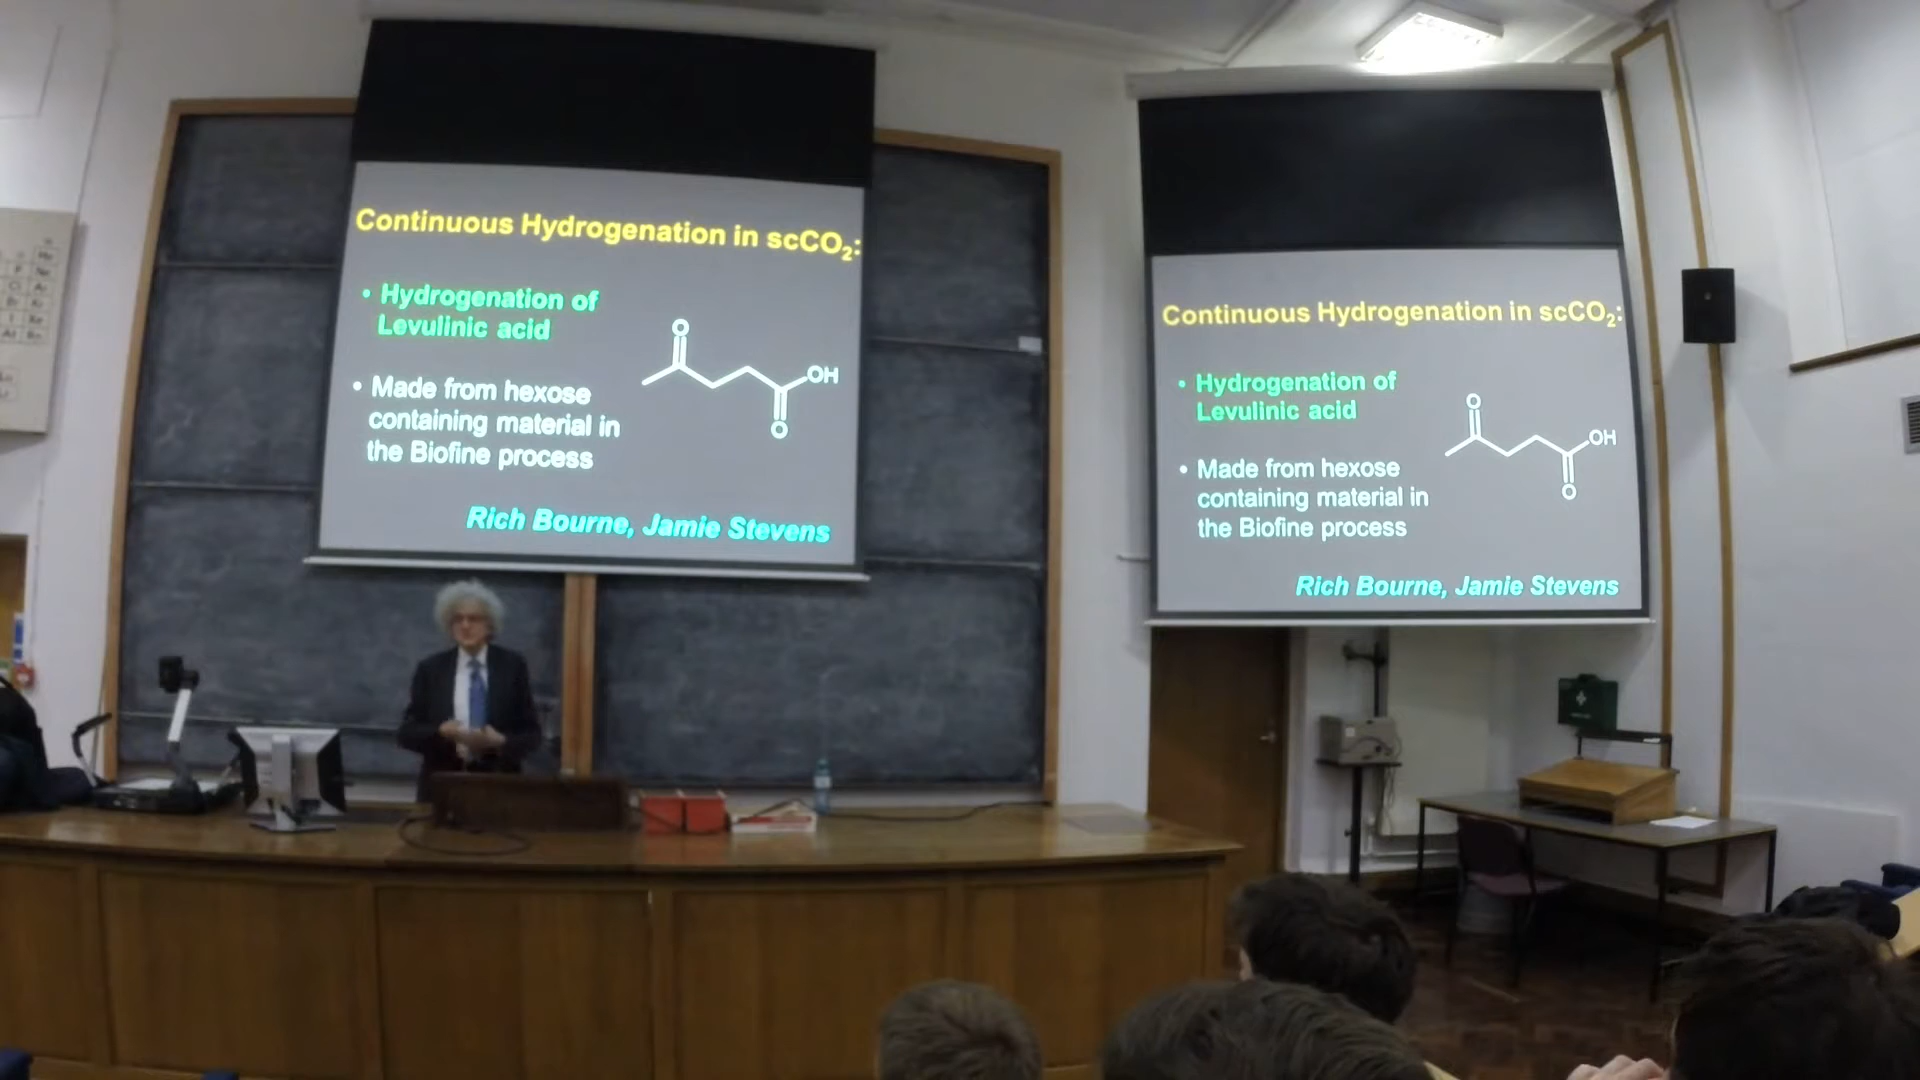 Continuous Hydrogenation in scCO₂:
• Hydrogenation of
Levulinic acid
• Made from hexose
containing material in
the Biofine process
O
OH
O
Rich Bourne, Jamie Stevens
Continuous Hydrogenation in scCO₂:
• Hydrogenation of
Levulinic acid
• Made from hexose
containing material in
the Biofine process
O
OH
O
Rich Bourne, Jamie Stevens